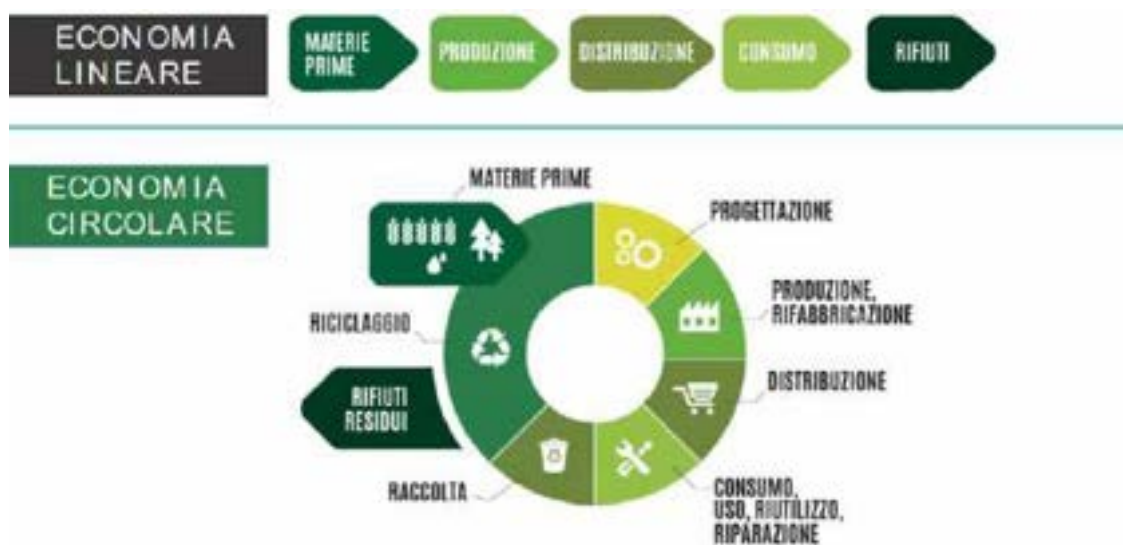 ECONOMIA
LINEARE
MATERIE
PRIME
PRODUZIONE
DISTRIBUZIONE
CONSUMO
RIFIUTI
ECONOMIA
CIRCOLARE
MATERIE PRIME
PROGETTAZIONE
PRODUZIONE,
RIFABBRICAZIONE
RICICLAGGIO
DISTRIBUZIONE
RIFIUTI
RESIDUI
RACCOLTA
CONSUMO,
USO, RIUTILIZZO,
RIPARAZIONE